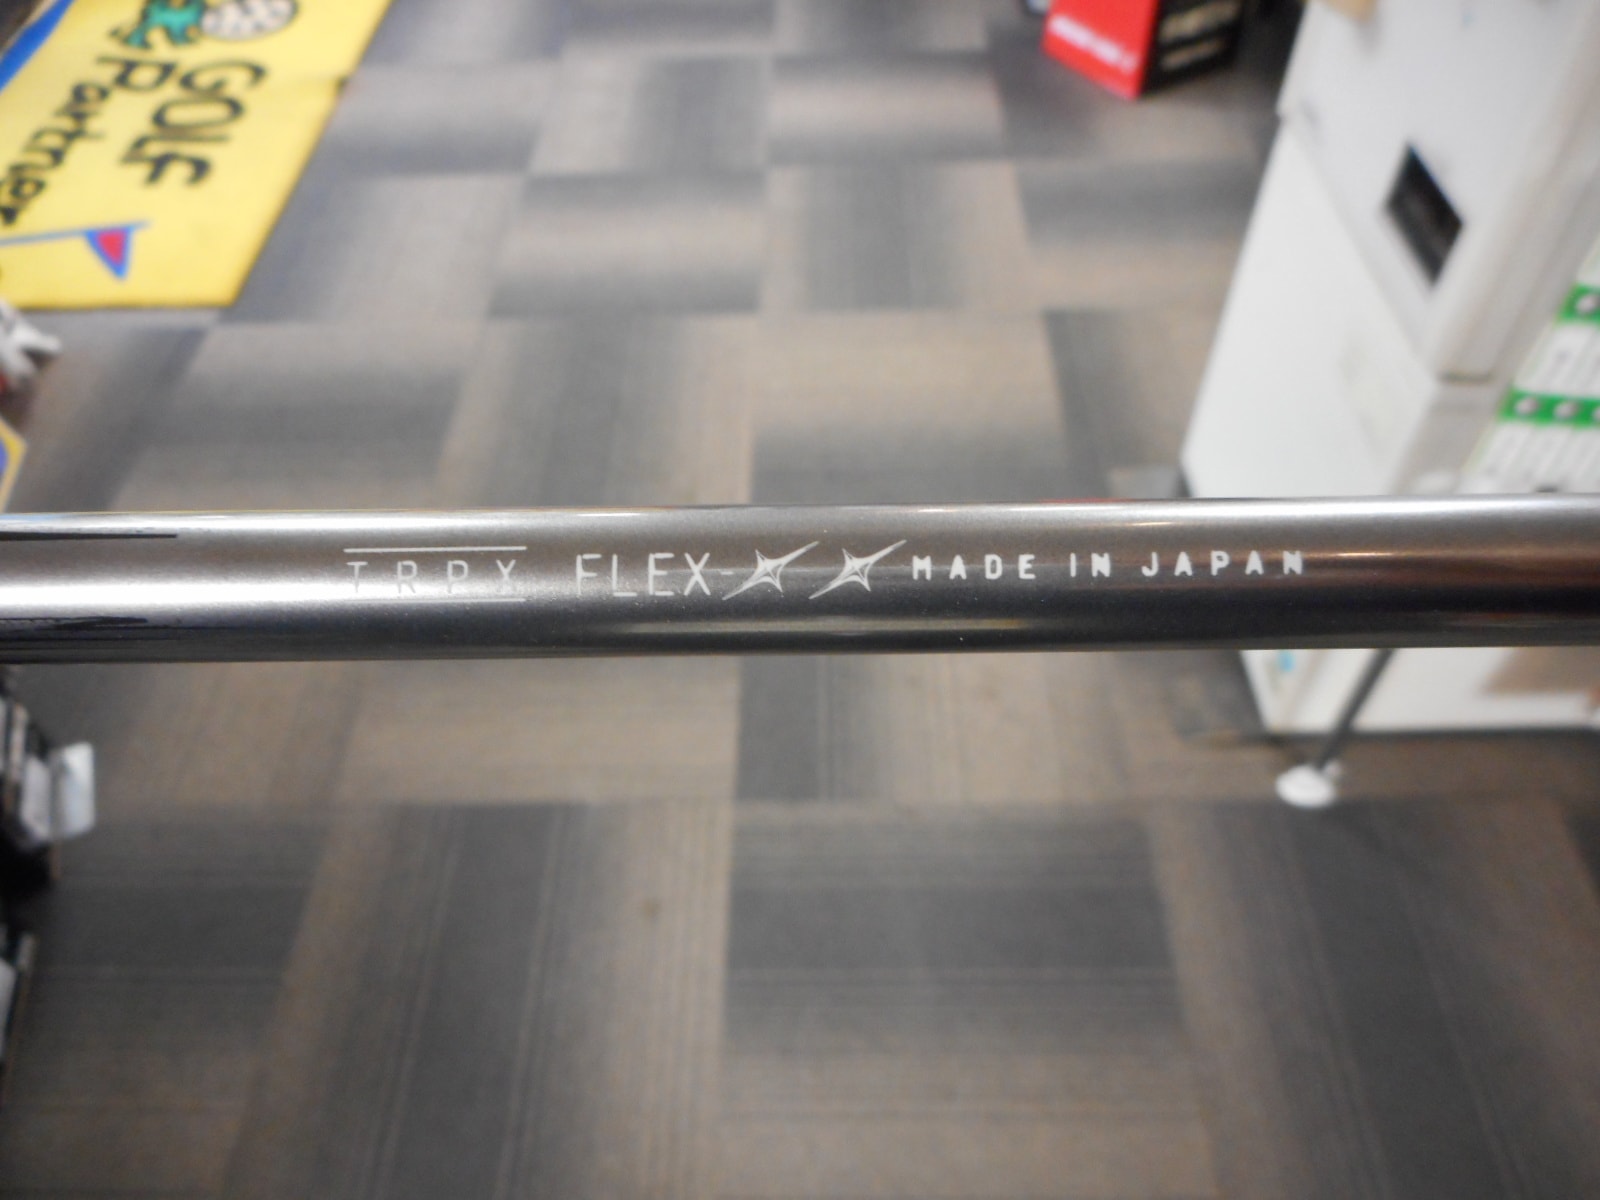 GOLF
Partner
TRPX FLEX- MADE IN JAPAN